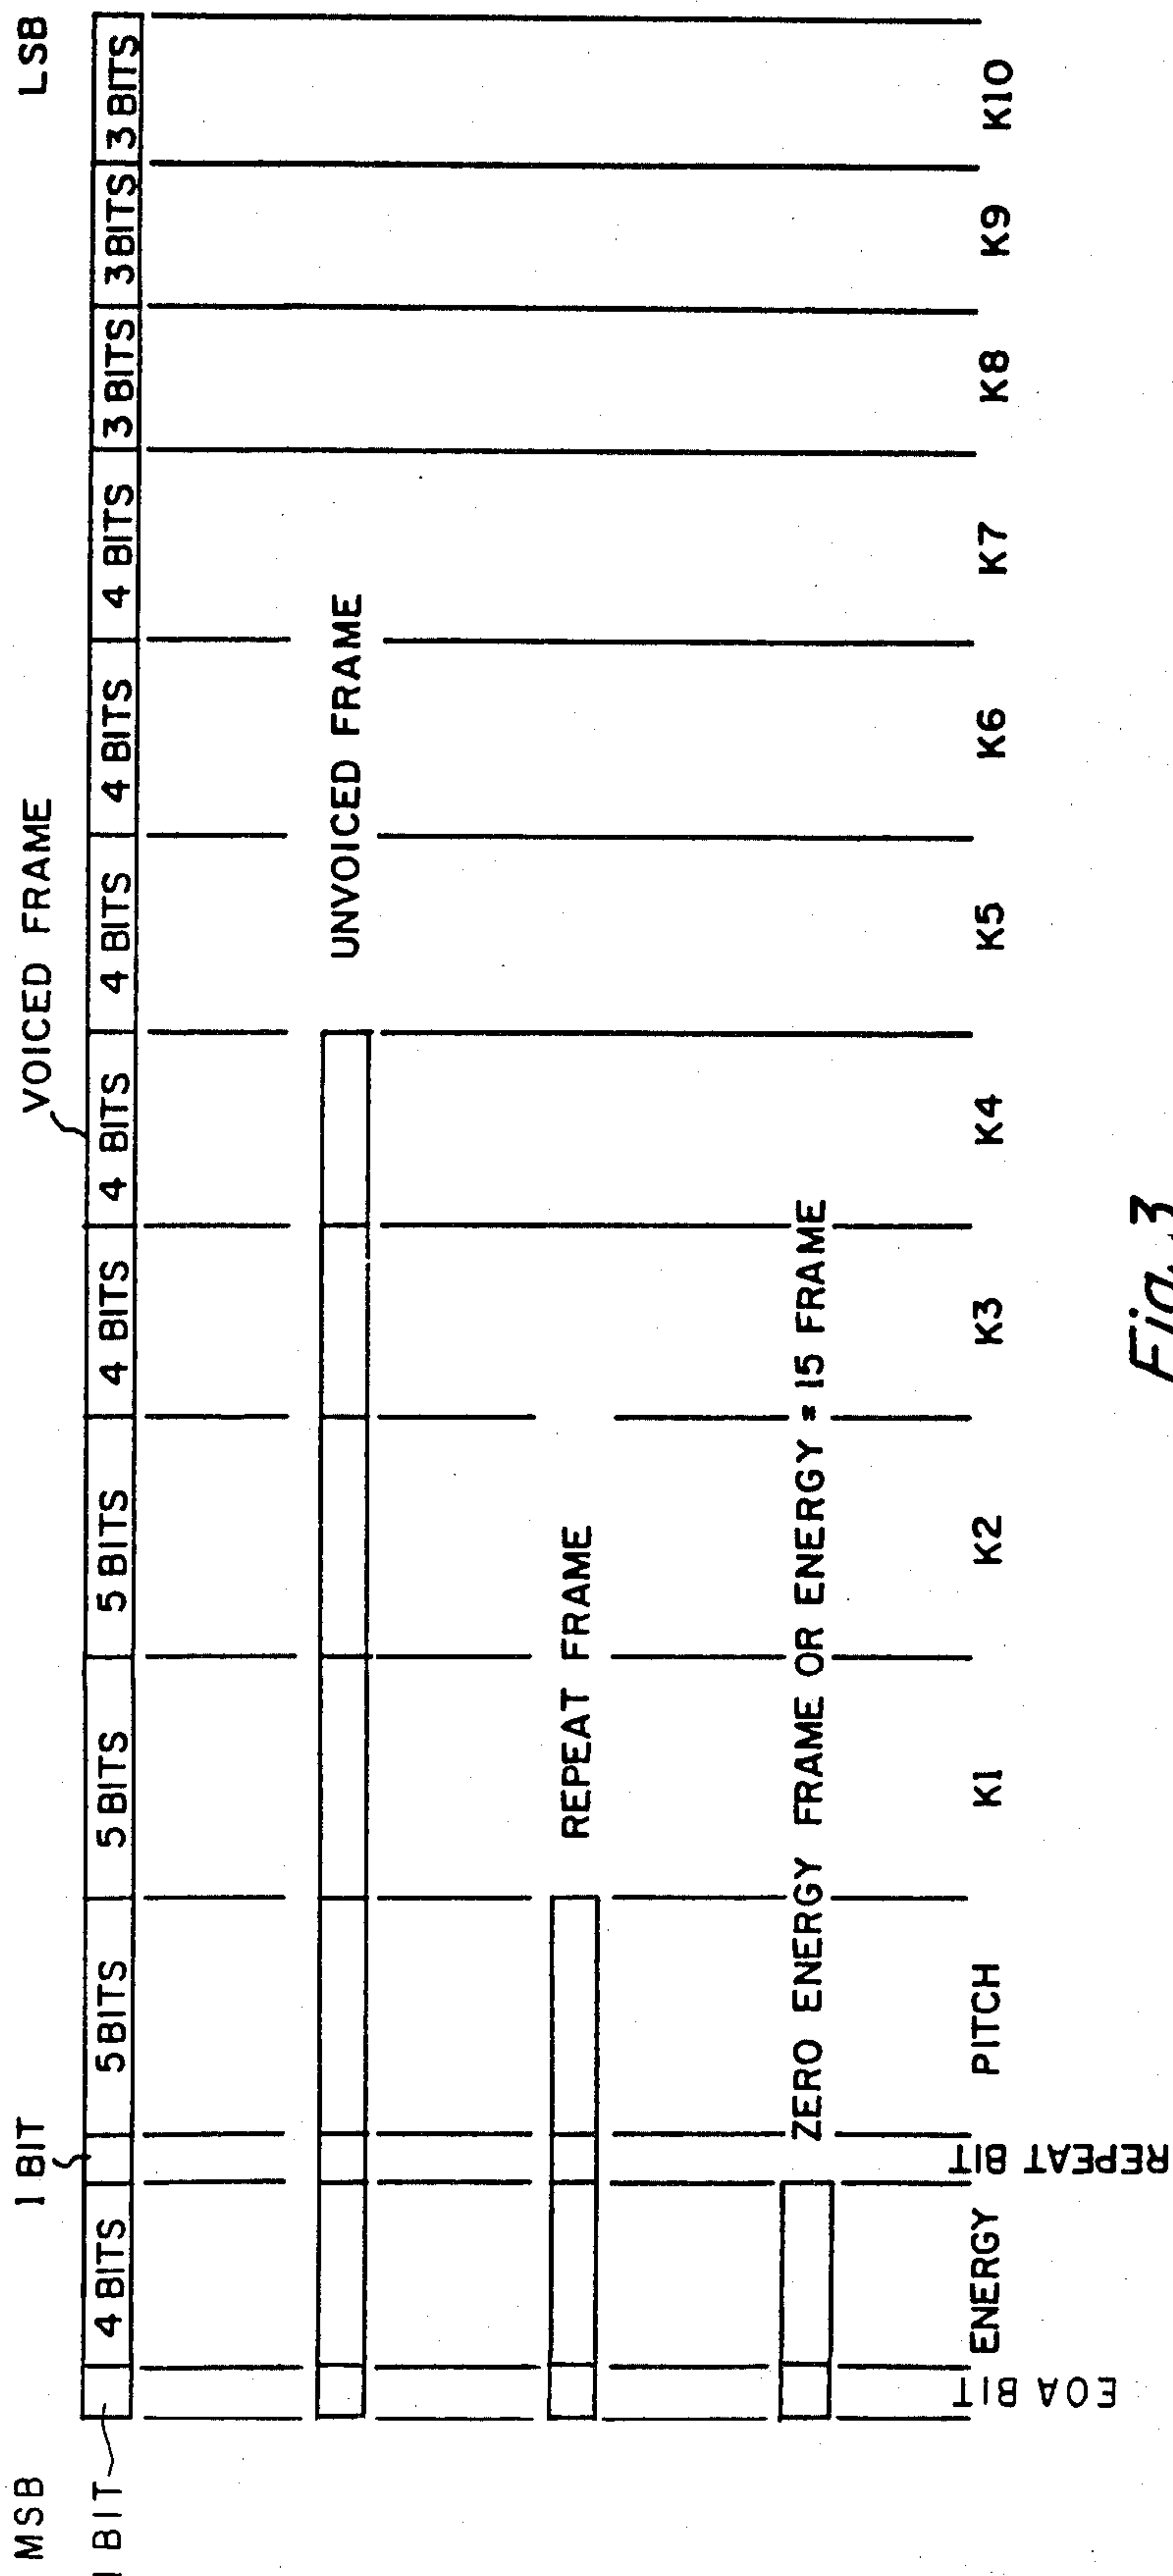 MSB 1 BIT VOICED FRAME LSB
1 BIT 4 BITS 5 BITS 5 BITS 5 BITS 4 BITS 4 BITS 4 BITS 4 BITS 4 BITS 3 BITS 3 BITS 3 BITS
UNVOICED FRAME
REPEAT FRAME
ZERO ENERGY FRAME OR ENERGY = 15 FRAME
EOA BIT ENERGY REPEAT BIT PITCH K1 K2 K3 K4 K5 K6 K7 K8 K9 K10
Fig. 3